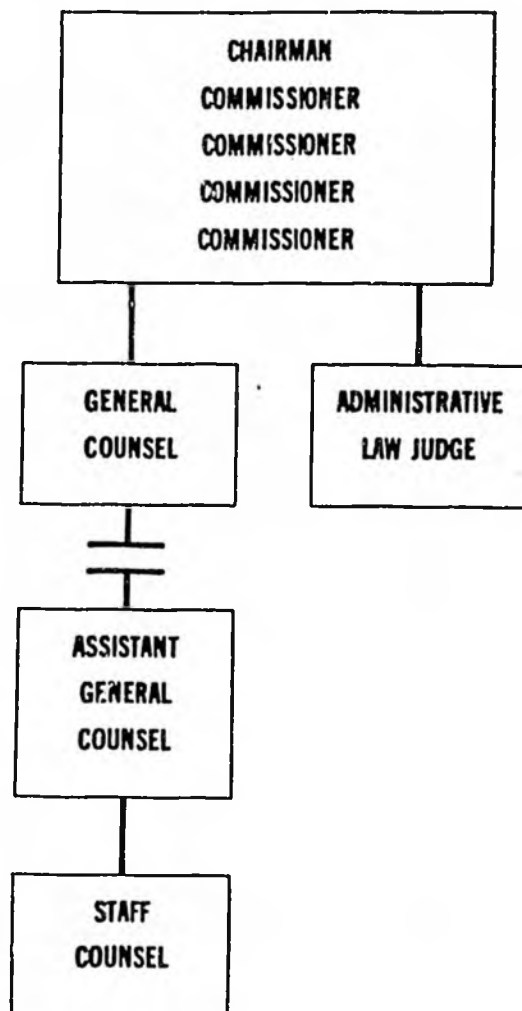 CHAIRMAN
COMMISSIONER
COMMISSIONER
COMMISSIONER
COMMISSIONER
GENERAL
COUNSEL
ADMINISTRATIVE
LAW JUDGE
ASSISTANT
GENERAL
COUNSEL
STAFF
COUNSEL